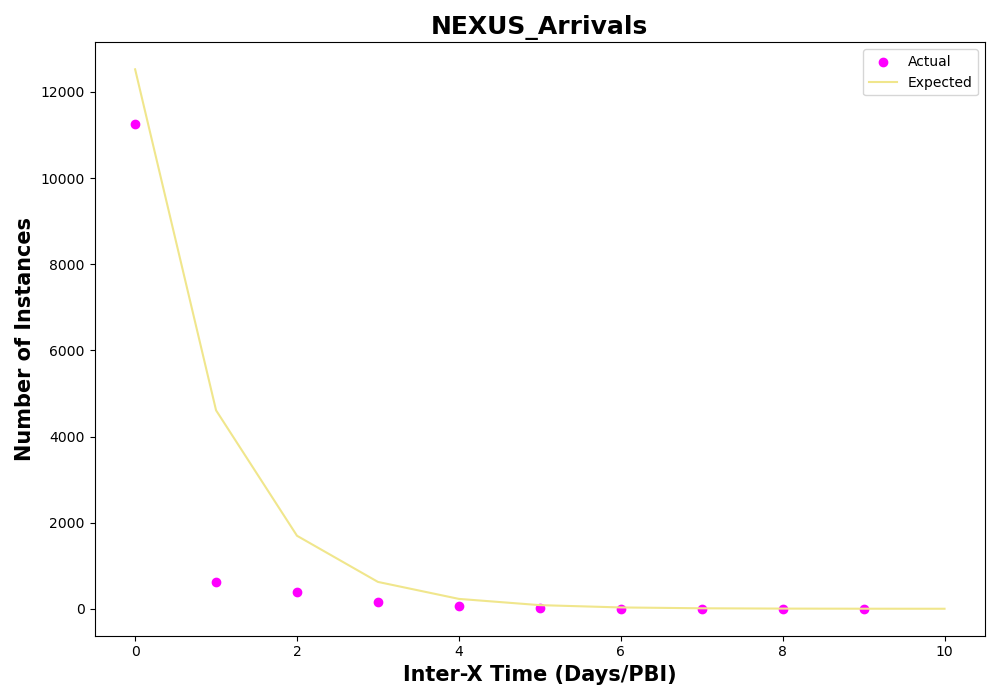 NEXUS_Arrivals
Actual
Expected
Number of Instances
12000
10000
8000
6000
4000
2000
0
0 2 4 6 8 10
Inter-X Time (Days/PBI)